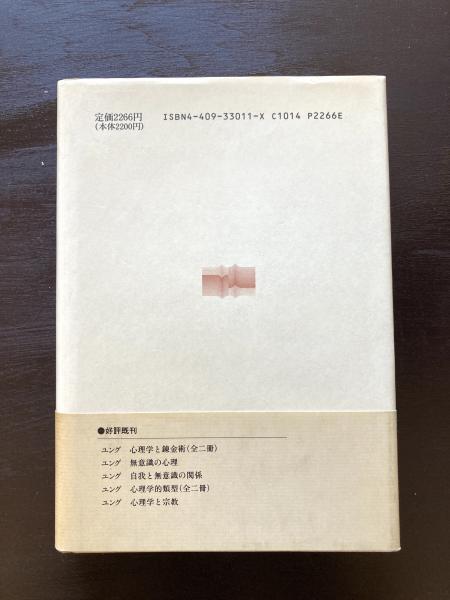 定価2266円
(本体2200円)
ISBN4-409-33011-X C1014 P2266E
●好評既刊
ユング 心理学と錬金術(全二冊)
ユング 無意識の心理
ユング 自我と無意識の関係
ユング 心理学的類型(全二冊)
ユング 心理学と宗教